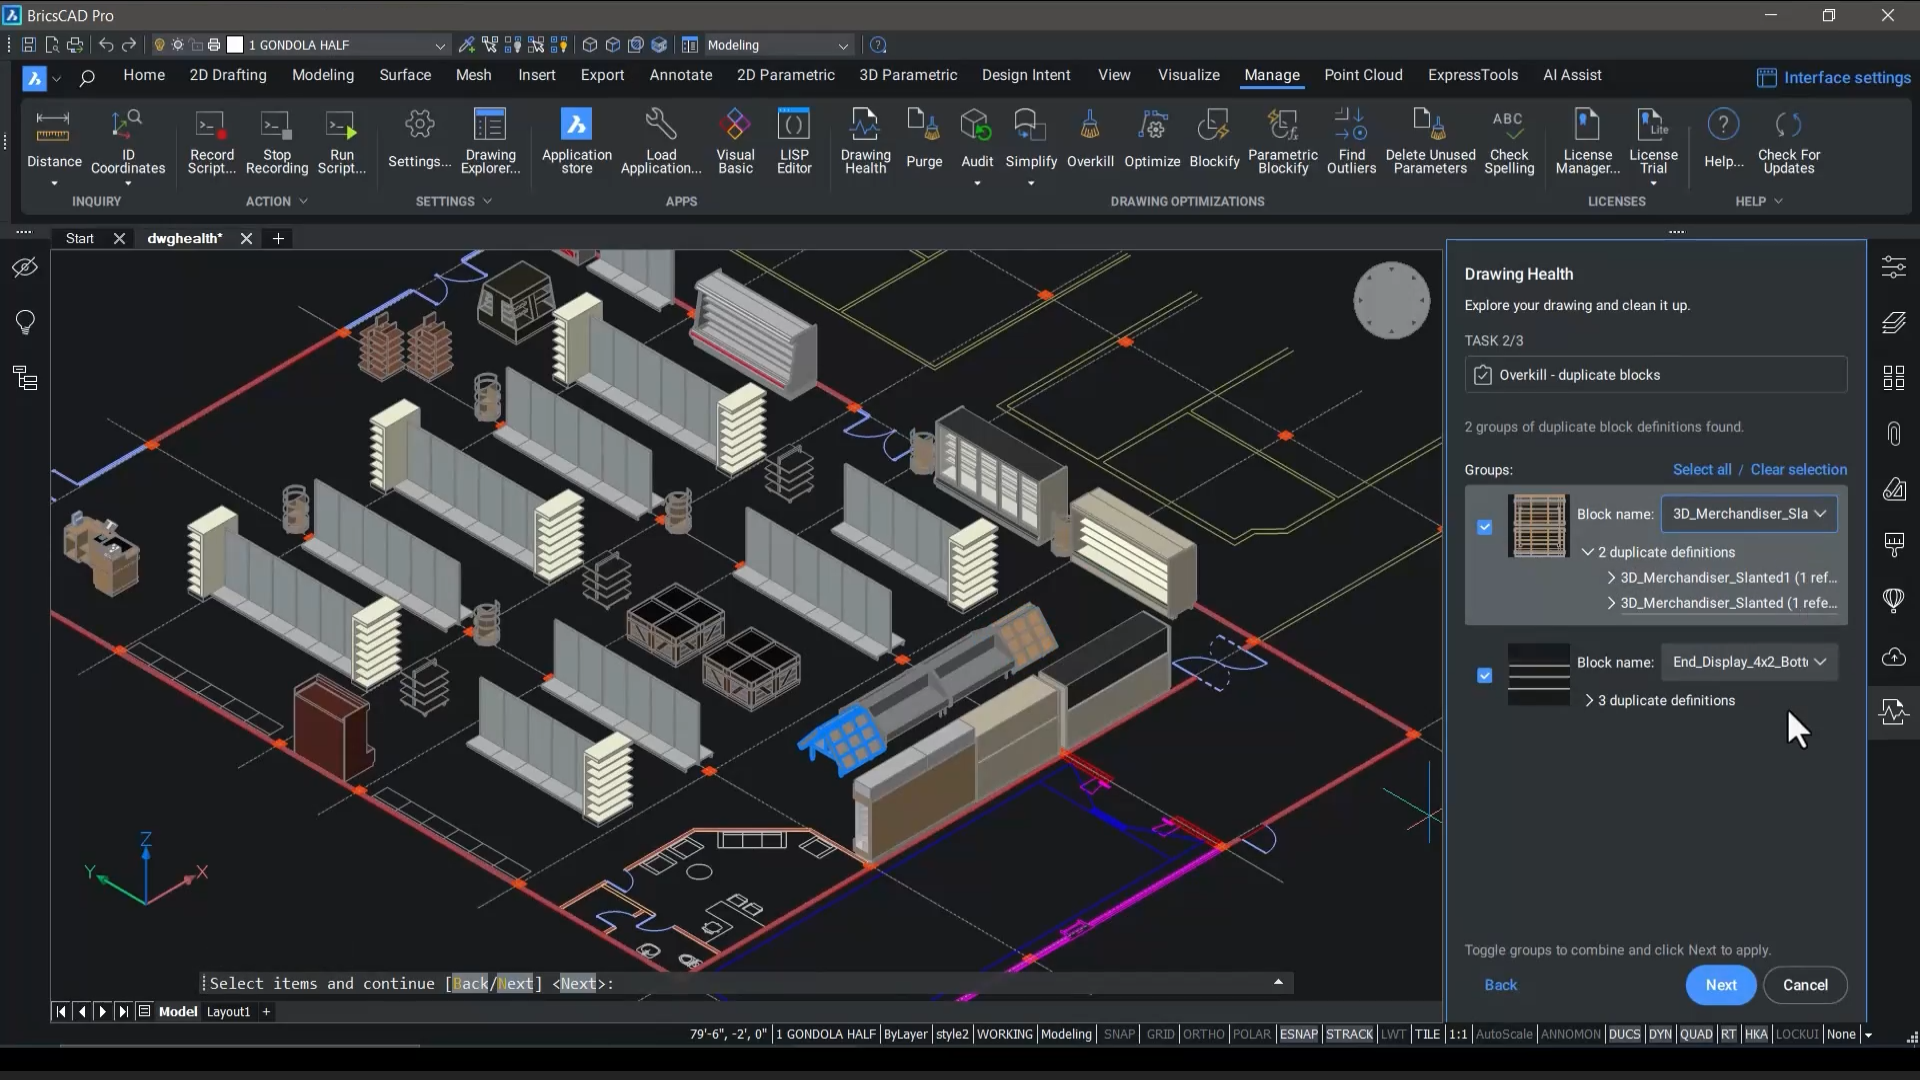 BricsCAD Pro
1 GONDOLA HALF
Modeling
Home 2D Drafting Modeling Surface Mesh Insert Export Annotate 2D Parametric 3D Parametric Design Intent View Visualize Manage Point Cloud ExpressTools AI Assist Interface settings
Distance
ID Coordinates
Record Script...
Stop Recording
Run Script...
Settings...
Drawing Explorer...
Application store
Load Application...
Visual Basic
LISP Editor
Drawing Health
Purge
Audit
Simplify
Overkill
Optimize
Blockify
Parametric Blockify
Find Outliers
Delete Unused Parameters
ABC
Check Spelling
License Manager...
Lite
License Trial
Help...
Check For Updates
INQUIRY ACTION SETTINGS APPS DRAWING OPTIMIZATIONS LICENSES HELP
Start dwghealth*
Drawing Health
Explore your drawing and clean it up.
TASK 2/3
Overkill - duplicate blocks
2 groups of duplicate block definitions found.
Groups: Select all / Clear selection
Block name: 3D_Merchandiser_Sla
2 duplicate definitions
3D_Merchandiser_Slanted1 (1 ref...
3D_Merchandiser_Slanted (1 refe...
Block name: End_Display_4x2_Bott
3 duplicate definitions
Toggle groups to combine and click Next to apply.
Back Next Cancel
Z
Y X
Select items and continue [Back/Next] <Next>:
Model Layout1 +
79'-6", -2', 0" 1 GONDOLA HALF ByLayer style2 WORKING Modeling SNAP GRID ORTHO POLAR ESNAP STRACK LWT TILE 1:1 AutoScale ANNOMON DUCS DYN QUAD RT HKA LOCKUI None